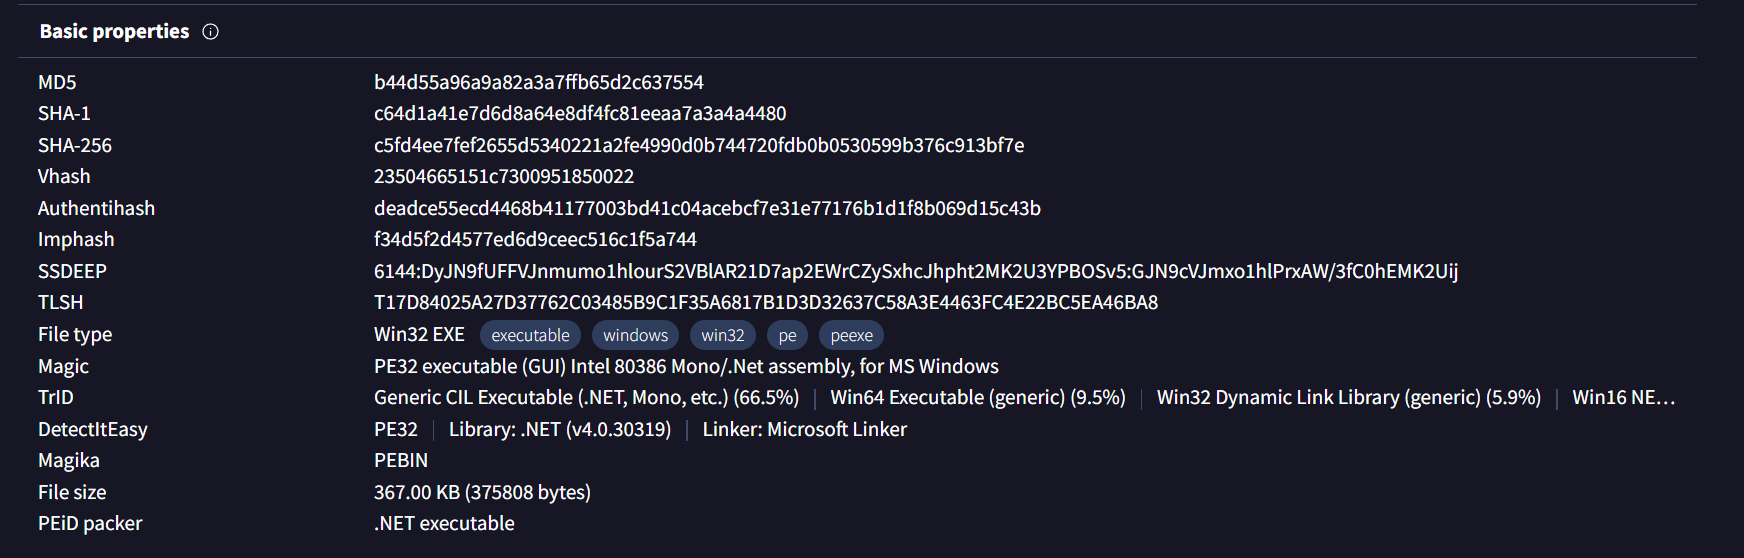 Basic properties
MD5 b44d55a96a9a82a3a7ffb65d2c637554
SHA-1 c64d1a41e7d6d8a64e8df4fc81eeaa7a3a4a4480
SHA-256 c5fd4ee7fef2655d5340221a2fe4990d0b744720fdb0b0530599b376c913bf7e
Vhash 23504665151c7300951850022
Authentihash deadce55ecd4468b41177003bd41c04acebcf7e31e77176b1d1f8b069d15c43b
Imphash f34d5f2d4577ed6d9ceec516c1f5a744
SSDEEP 6144:DyJN9fUFFVJnmumo1hlourS2VBlAR21D7ap2EWrCZySxhcJhpht2MK2U3YPBOSv5:GJN9cVJmxo1hlPrxAW/3fC0hEMK2Uij
TLSH T17D84025A27D37762C03485B9C1F35A6817B1D3D32637C58A3E4463FC4E22BC5EA46BA8
File type Win32 EXE executable windows win32 pe peexe
Magic PE32 executable (GUI) Intel 80386 Mono/.Net assembly, for MS Windows
TrID Generic CIL Executable (.NET, Mono, etc.) (66.5%) | Win64 Executable (generic) (9.5%) | Win32 Dynamic Link Library (generic) (5.9%) | Win16 NE…
DetectItEasy PE32 | Library: .NET (v4.0.30319) | Linker: Microsoft Linker
Magika PEBIN
File size 367.00 KB (375808 bytes)
PEiD packer .NET executable